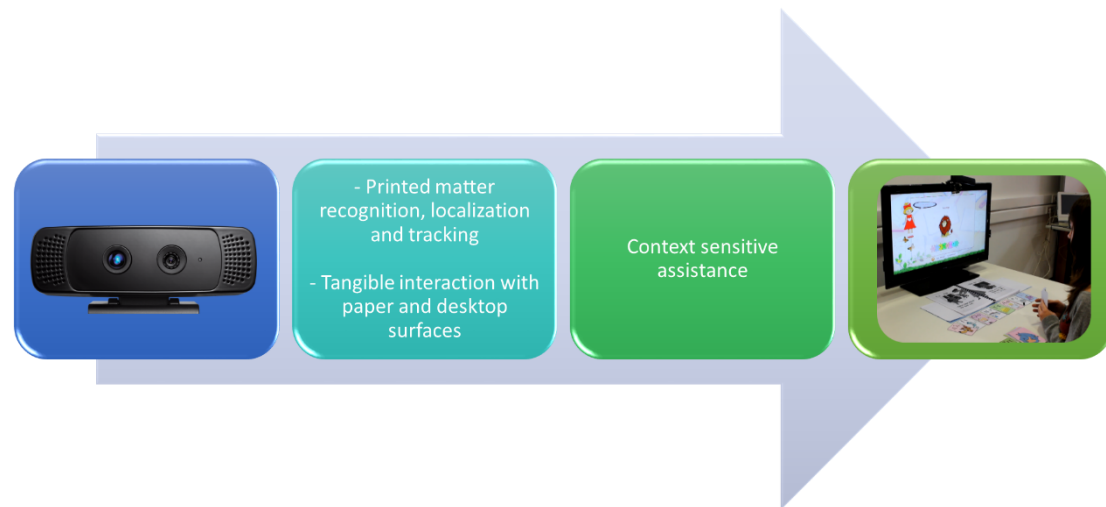 - Printed matter
recognition, localization
and tracking
- Tangible interaction with
paper and desktop
surfaces
Context sensitive
assistance